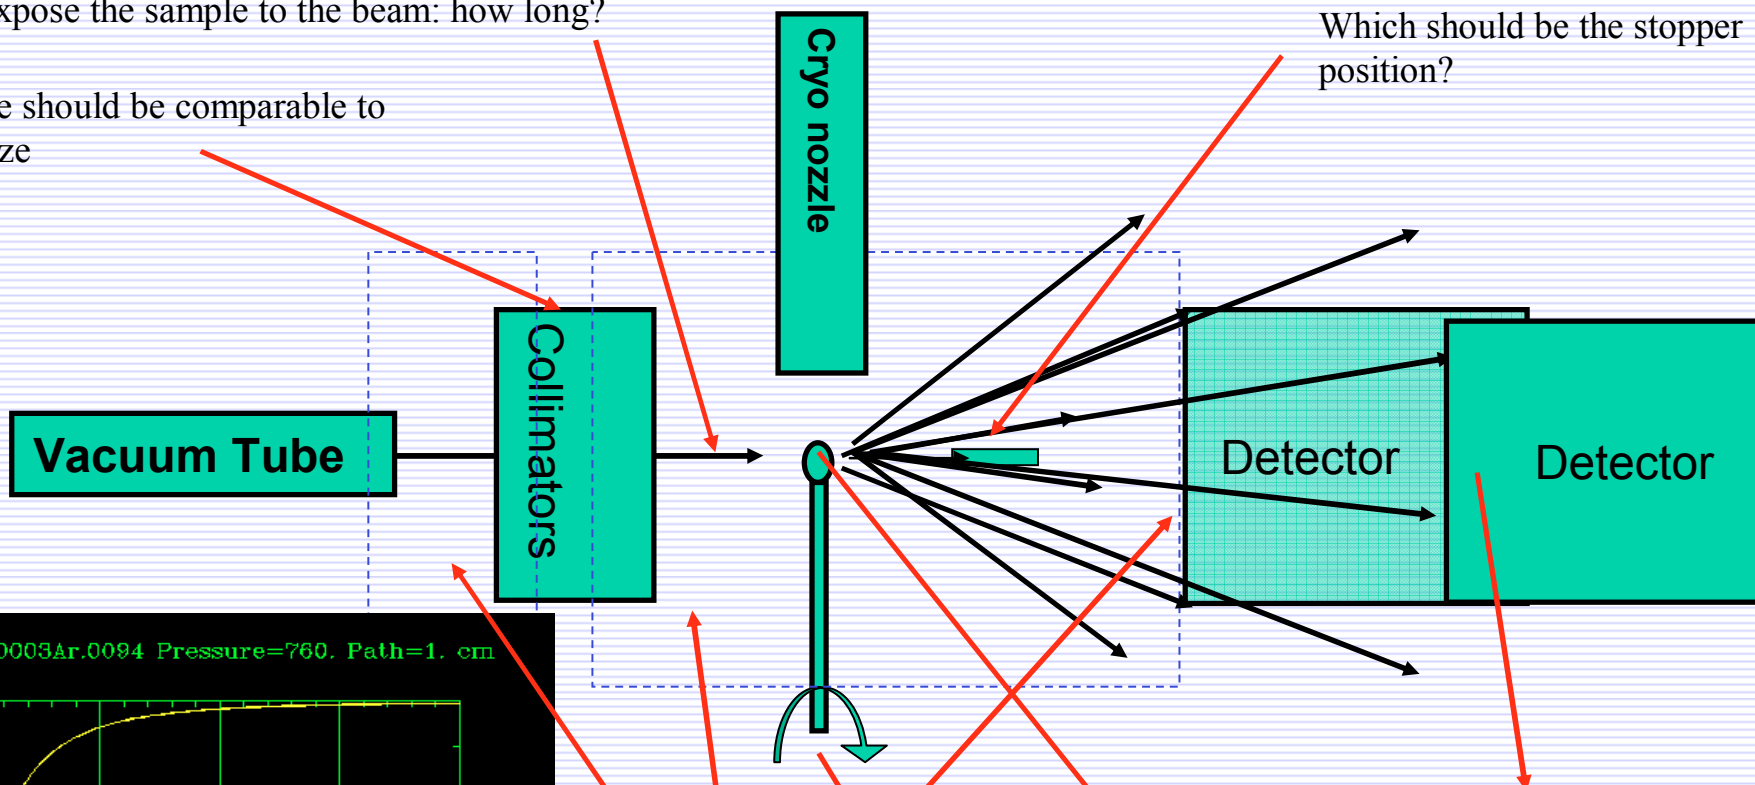 xpose the sample to the beam: how long?
Which should be the stopper
position?
e should be comparable to
ze
Cryo nozzle
Collimators
Vacuum Tube
Detector
Detector
0003Ar.0094 Pressure=760. Path=1. cm